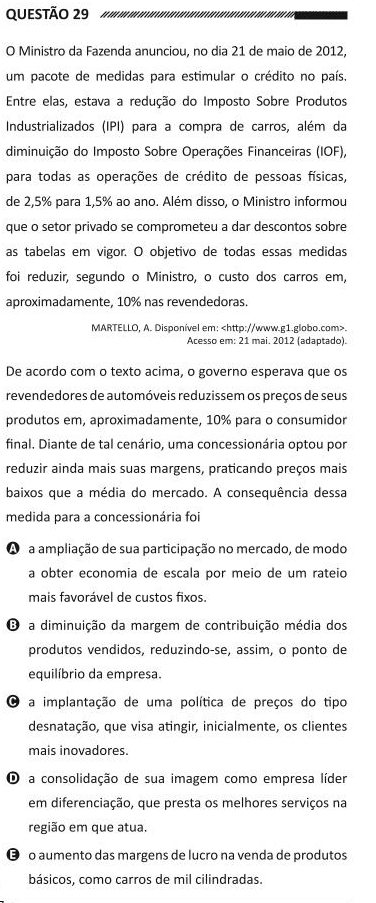 QUESTÃO 29
O Ministro da Fazenda anunciou, no dia 21 de maio de 2012,
um pacote de medidas para estimular o crédito no país.
Entre elas, estava a redução do Imposto Sobre Produtos
Industrializados (IPI) para a compra de carros, além da
diminuição do Imposto Sobre Operações Financeiras (IOF),
para todas as operações de crédito de pessoas físicas,
de 2,5% para 1,5% ao ano. Além disso, o Ministro informou
que o setor privado se comprometeu a dar descontos sobre
as tabelas em vigor. O objetivo de todas essas medidas
foi reduzir, segundo o Ministro, o custo dos carros em,
aproximadamente, 10% nas revendedoras.
MARTELLO, A. Disponível em: <http://www.g1.globo.com>.
Acesso em: 21 mai. 2012 (adaptado).
De acordo com o texto acima, o governo esperava que os
revendedores de automóveis reduzissem os preços de seus
produtos em, aproximadamente, 10% para o consumidor
final. Diante de tal cenário, uma concessionária optou por
reduzir ainda mais suas margens, praticando preços mais
baixos que a média do mercado. A consequência dessa
medida para a concessionária foi
A a ampliação de sua participação no mercado, de modo
a obter economia de escala por meio de um rateio
mais favorável de custos fixos.
B a diminuição da margem de contribuição média dos
produtos vendidos, reduzindo-se, assim, o ponto de
equilíbrio da empresa.
C a implantação de uma política de preços do tipo
desnatação, que visa atingir, inicialmente, os clientes
mais inovadores.
D a consolidação de sua imagem como empresa líder
em diferenciação, que presta os melhores serviços na
região em que atua.
E o aumento das margens de lucro na venda de produtos
básicos, como carros de mil cilindradas.